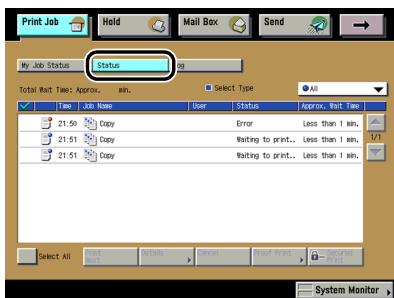 Print Job Hold Mail Box Send
My Job Status Status og
Total Wait Time: Approx. min. Select Type All
Time Job Name User Status Approx. Wait Time
21:50 Copy Error Less than 1 min.
1/1
21:51 Copy Waiting to print.. Less than 1 min.
21:51 Copy Waiting to print.. Less than 1 min.
Select All Print Next Details Cancel Proof Print Secured Print
System Monitor